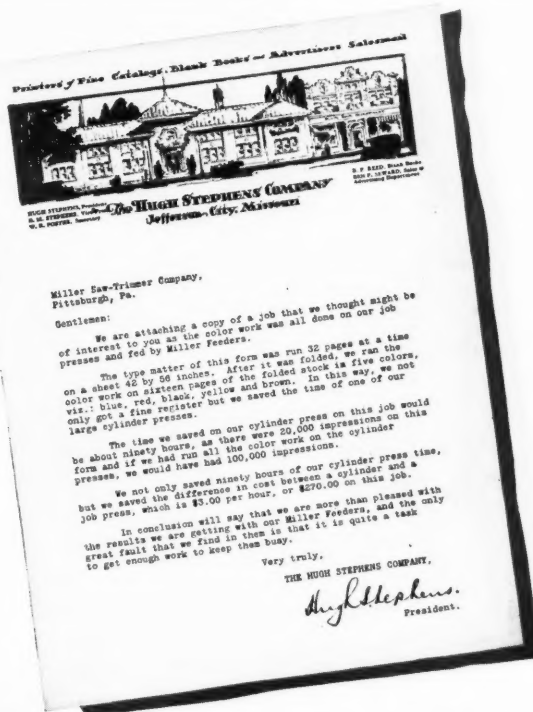 Printers of Fine Catalogs, Blank Books and Advertisers Salesmail
HUGH STEPHENS, President
R. M. STEPHENS, Vice Pres.
W. R. FOSTER, Secretary
The HUGH STEPHENS COMPANY
Jefferson City, Missouri
E. P. REED, Blank Books
DAN F. SEWARD, Sales &
Advertising Department
Miller Saw-Trimmer Company,
Pittsburgh, Pa.
Gentlemen:
We are attaching a copy of a job that we thought might be
of interest to you as the color work was all done on our job
presses and fed by Miller Feeders.
The type matter of this form was run 32 pages at a time
on a sheet 42 by 56 inches. After it was folded, we ran the
color work on sixteen pages of the folded stock in five colors,
viz.: blue, red, black, yellow and brown. In this way, we not
only got a fine register but we saved the time of one of our
large cylinder presses.
The time we saved on our cylinder press on this job would
be about ninety hours, as there were 20,000 impressions on this
form and if we had run all the color work on the cylinder
presses, we would have had 100,000 impressions.
We not only saved ninety hours of our cylinder press time,
but we saved the difference in cost between a cylinder and a
job press, which is $3.00 per hour, or $270.00 on this job.
In conclusion will say that we are more than pleased with
the results we are getting with our Miller Feeders, and the only
great fault that we find in them is that it is quite a task
to get enough work to keep them busy.
Very truly,
THE HUGH STEPHENS COMPANY,
Hugh Stephens.
President.